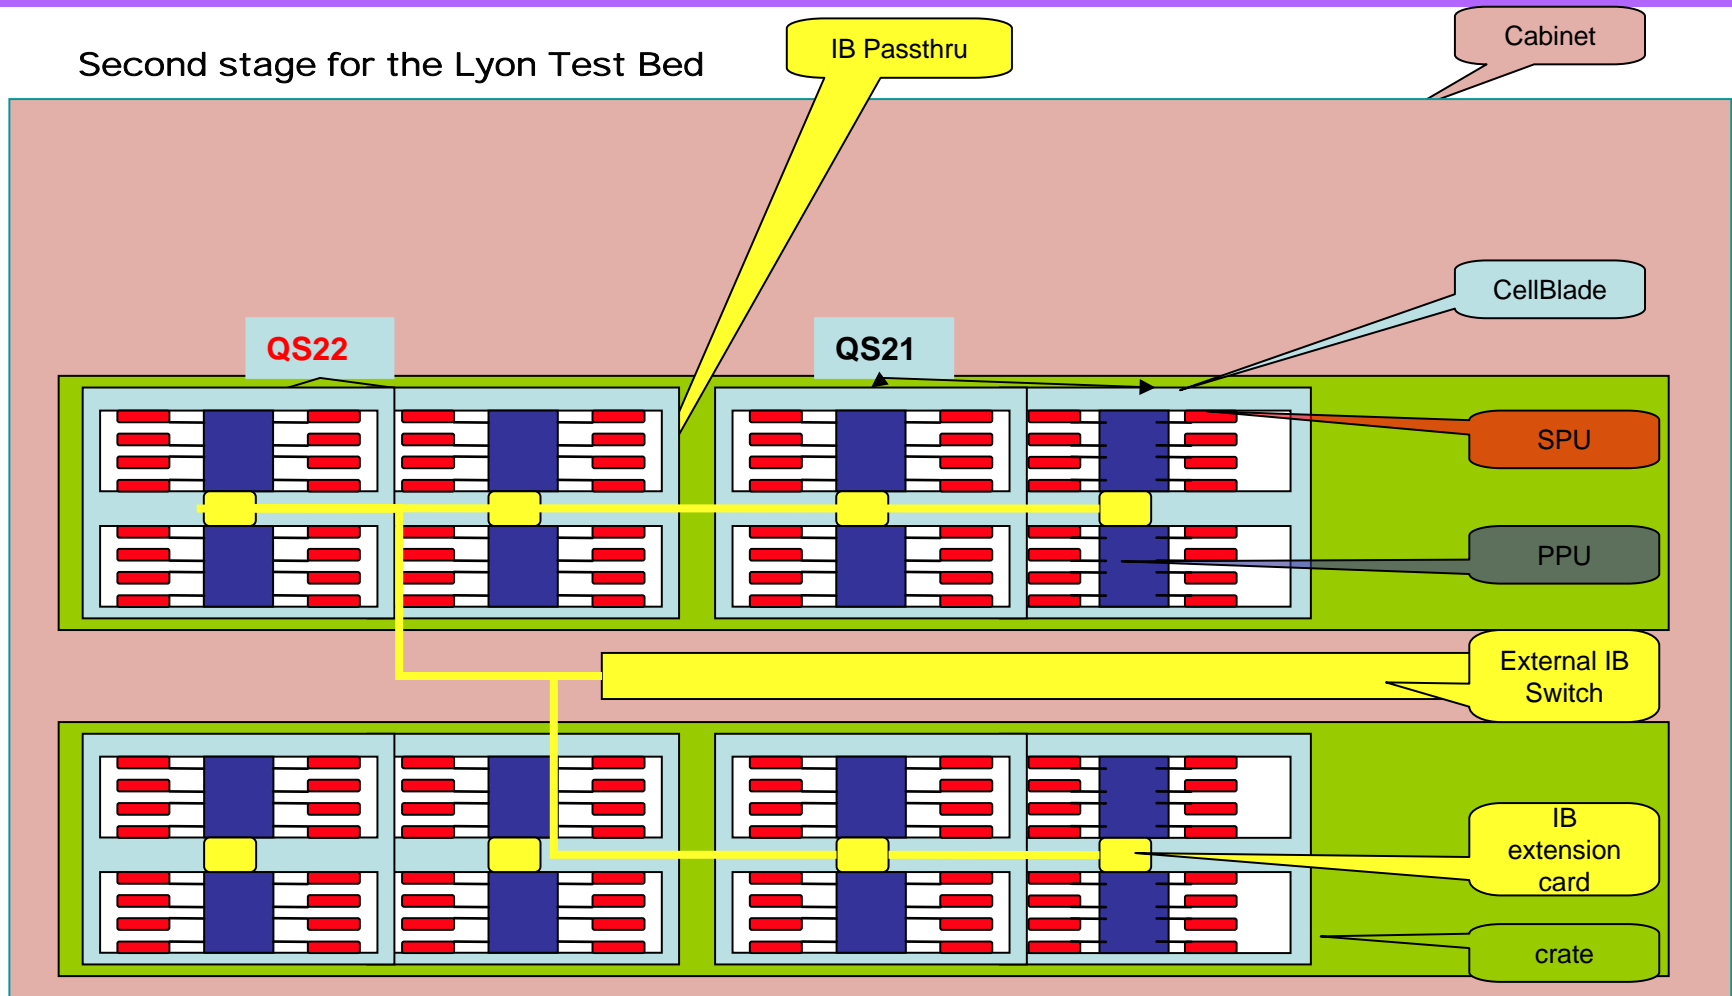 Second stage for the Lyon Test Bed
IB Passthru
Cabinet
CellBlade
QS22
QS21
SPU
PPU
External IB
Switch
IB
extension
card
crate